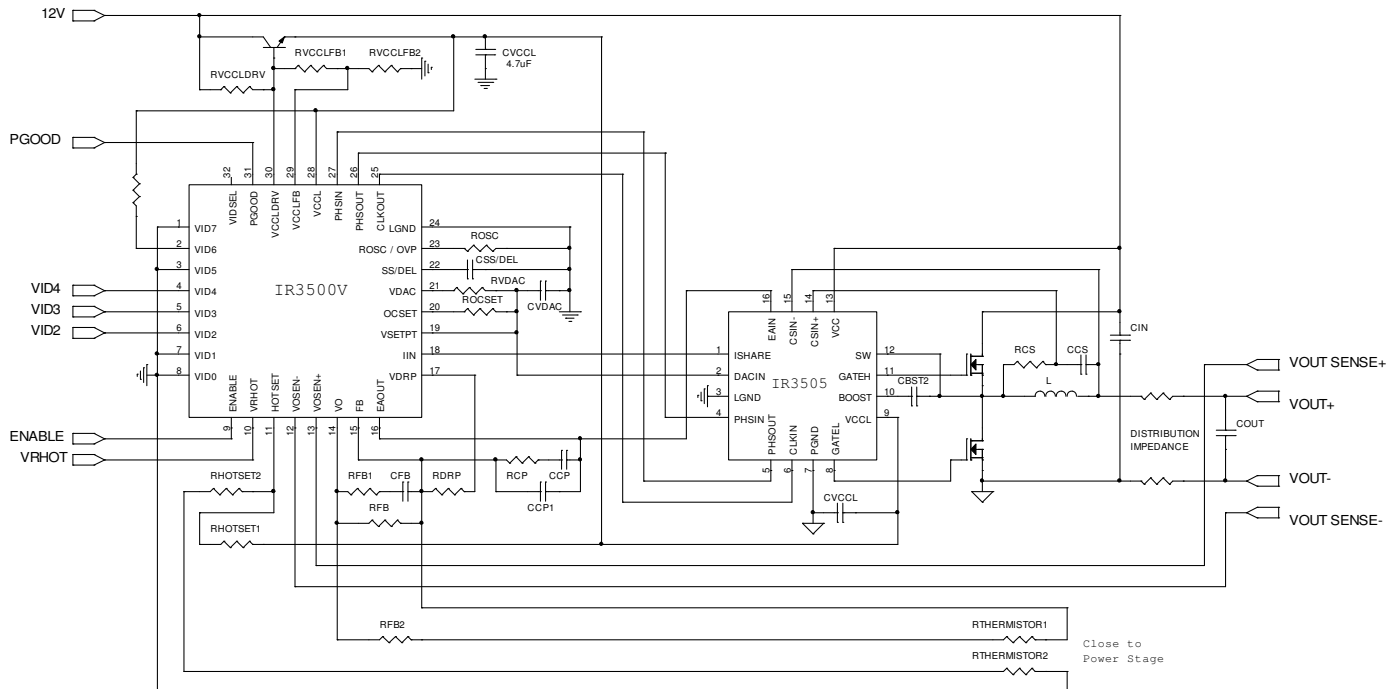 12V
RVCCLFB1
RVCCLFB2
CVCCL
4.7uF
RVCCLDRV
PGOOD
32
31
30
29
28
27
26
25
VIDSEL
PGOOD
VCCLDRV
VCCLFB
VCCL
PHSIN
PHSOUT
CLKOUT
1
VID7
2
VID6
3
VID5
4
VID4
5
VID3
6
VID2
7
VID1
8
VID0
VID4
VID3
VID2
IR3500V
LGND
24
ROSC / OVP
23
ROSC
SS/DEL
22
CSS/DEL
VDAC
21
RVDAC
CVDAC
OCSET
20
ROCSET
VSETPT
19
IIN
18
VDRP
17
ENABLE
VRHOT
HOTSET
VOSEN-
VOSEN+
VO
FB
EAOUT
9
10
11
12
13
14
15
16
ENABLE
VRHOT
RHOTSET2
RHOTSET1
RFB1
CFB
RDRP
RFB
RCP
CCP
CCP1
16
15
14
13
EAIN
CSIN-
CSIN+
VCC
1
ISHARE
2
DACIN
3
LGND
4
PHSIN
IR3505
SW
12
GATEH
11
BOOST
10
VCCL
9
PHSOUT
CLKIN
PGND
GATEL
5
6
7
8
CVCCL
CBST2
RCS
CCS
L
CIN
DISTRIBUTION
IMPEDANCE
COUT
VOUT SENSE+
VOUT+
VOUT-
VOUT SENSE-
RFB2
RTHERMISTOR1
RTHERMISTOR2
Close to
Power Stage